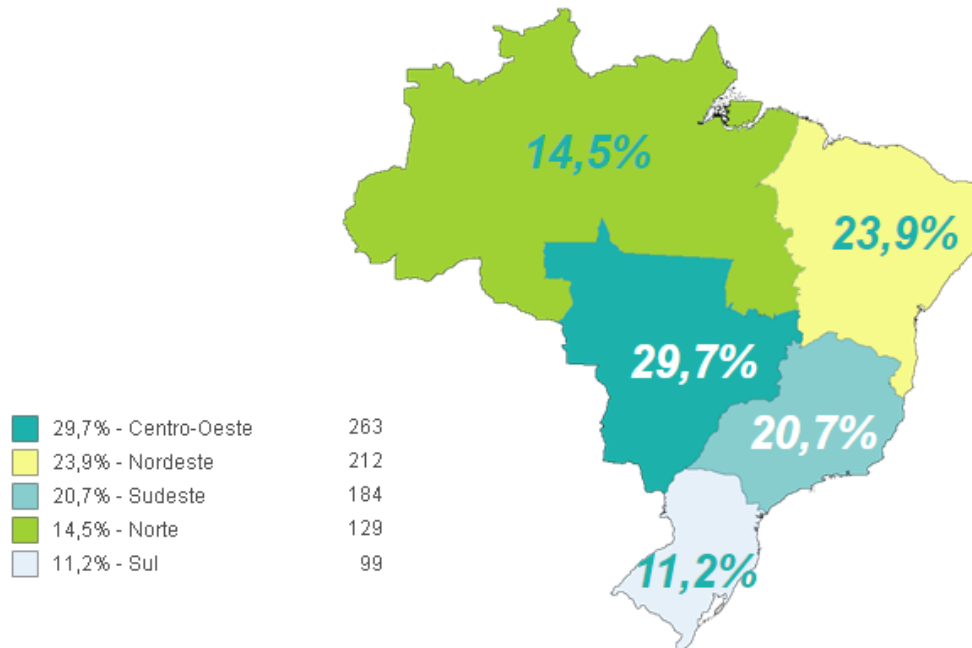 14,5%
23,9%
29,7%
20,7%
11,2%
29,7% - Centro-Oeste 263
23,9% - Nordeste 212
20,7% - Sudeste 184
14,5% - Norte 129
11,2% - Sul 99